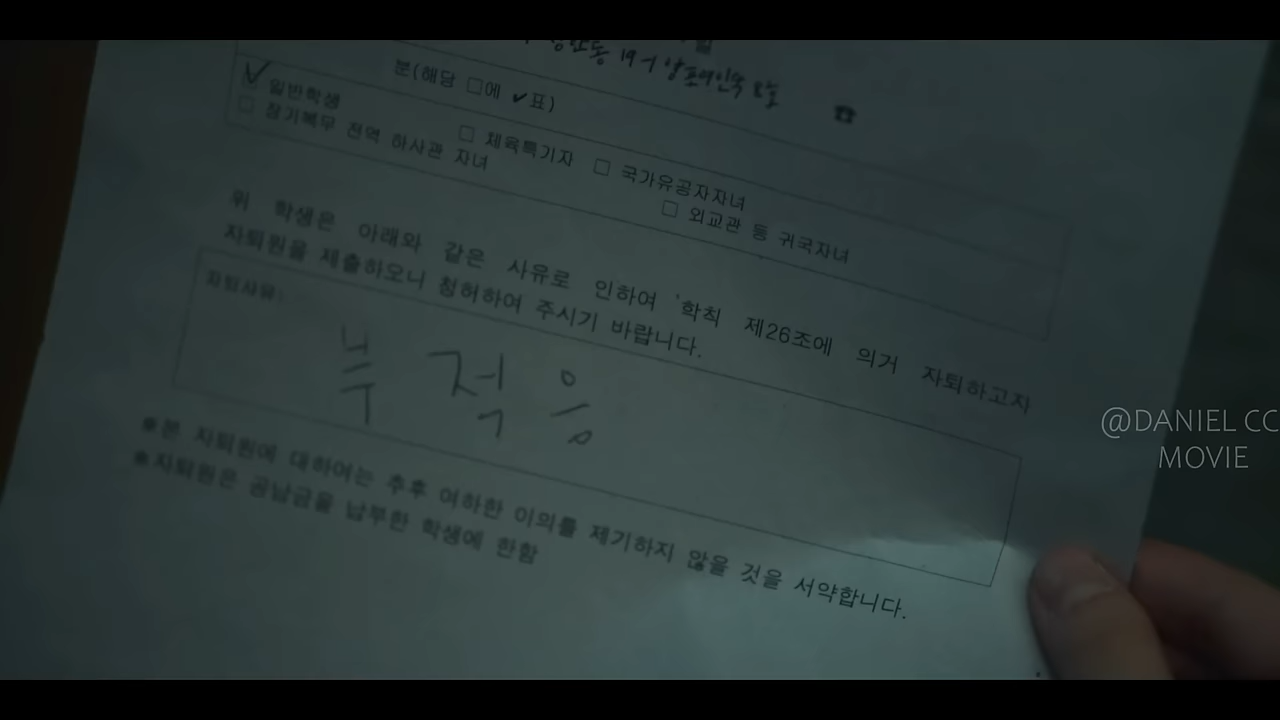 일
19-1
분(해당 □에 ✔표)
☎
✓ 일반학생 □ 체육특기자 □ 국가유공자자녀
□ 장기복무 전역 하사관 자녀 □ 외교관 등 귀국자녀
위 학생은 아래와 같은 사유로 인하여 '학칙 제26조에 의거 자퇴하고자
자퇴원을 제출하오니 청허하여 주시기 바랍니다.
자퇴사유:
부적응
※본 자퇴원에 대하여는 추후 여하한 이의를 제기하지 않을 것을 서약합니다.
※자퇴원은 공납금을 납부한 학생에 한함
@DANIEL CC
MOVIE